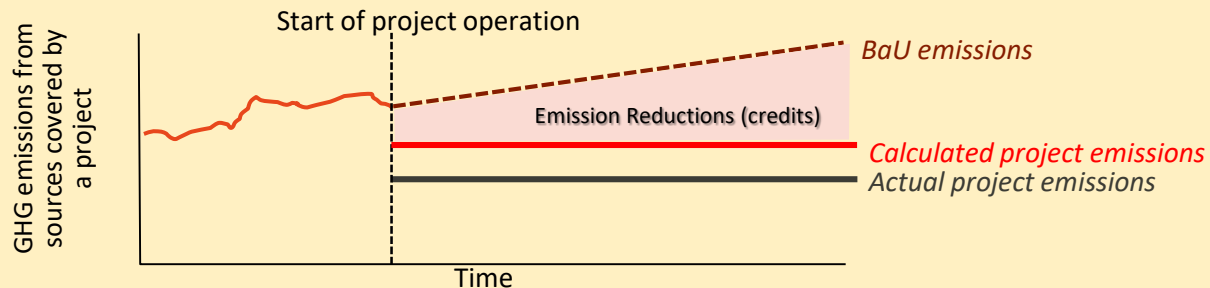 Start of project operation
GHG emissions from
sources covered by
a project
BaU emissions
Emission Reductions (credits)
Calculated project emissions
Actual project emissions
Time